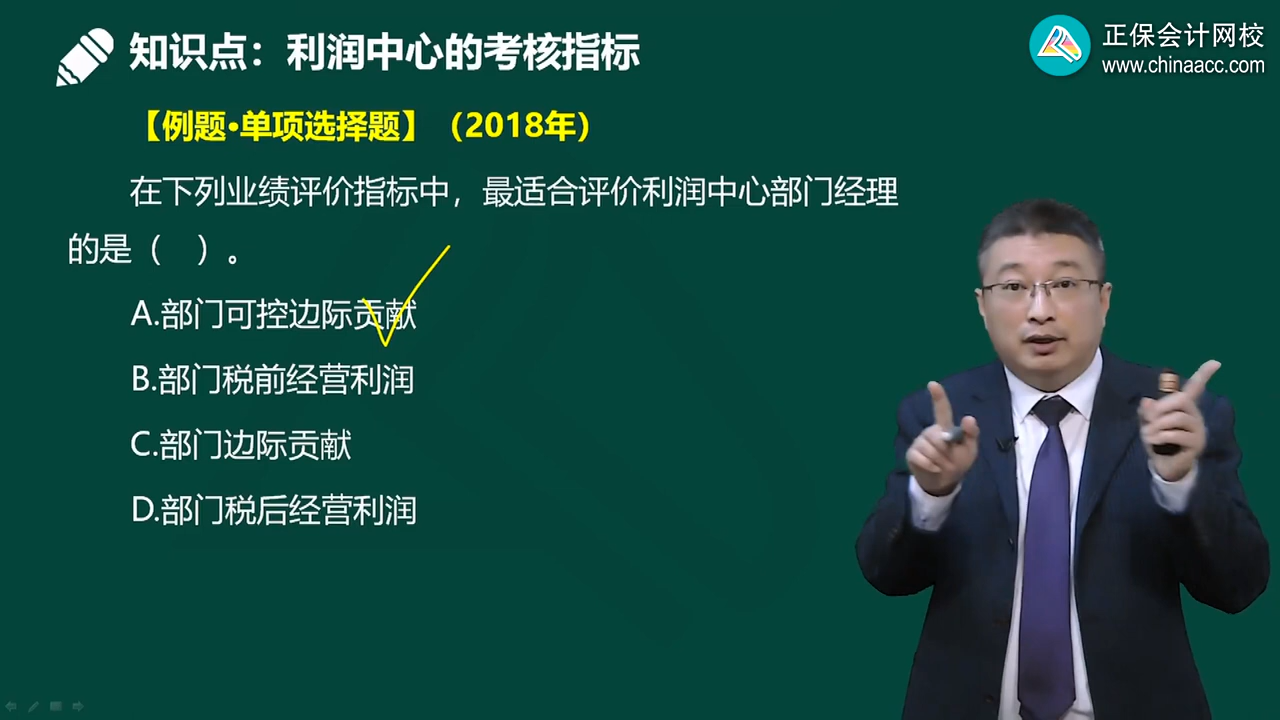 知识点：利润中心的考核指标
正保会计网校
www.chinaacc.com
【例题·单项选择题】（2018年）
在下列业绩评价指标中，最适合评价利润中心部门经理
的是（ ）。
A.部门可控边际贡献
B.部门税前经营利润
C.部门边际贡献
D.部门税后经营利润